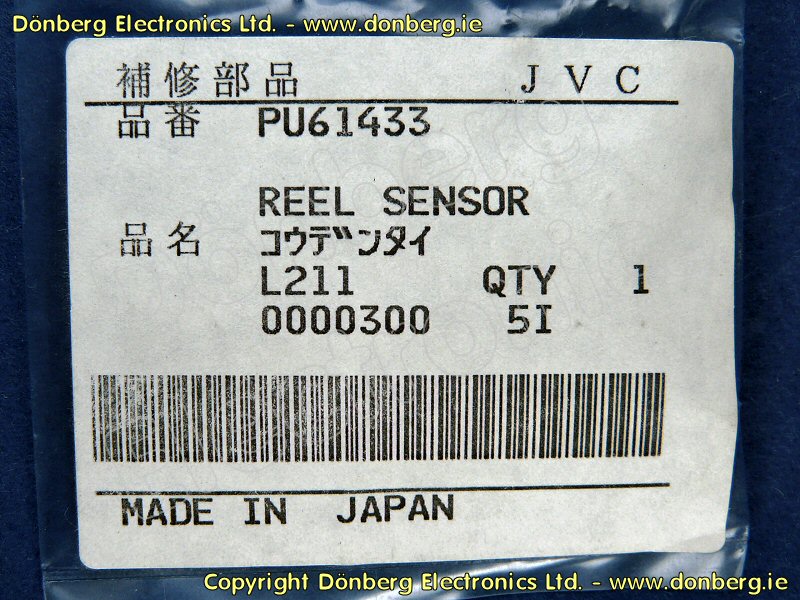 Dönberg Electronics Ltd. - www.donberg.ie
補修部品 JVC
品番 PU61433
REEL SENSOR
品名 コウデンタイ
L211 QTY 1
0000300 5I
MADE IN JAPAN
Copyright Dönberg Electronics Ltd. - www.donberg.ie